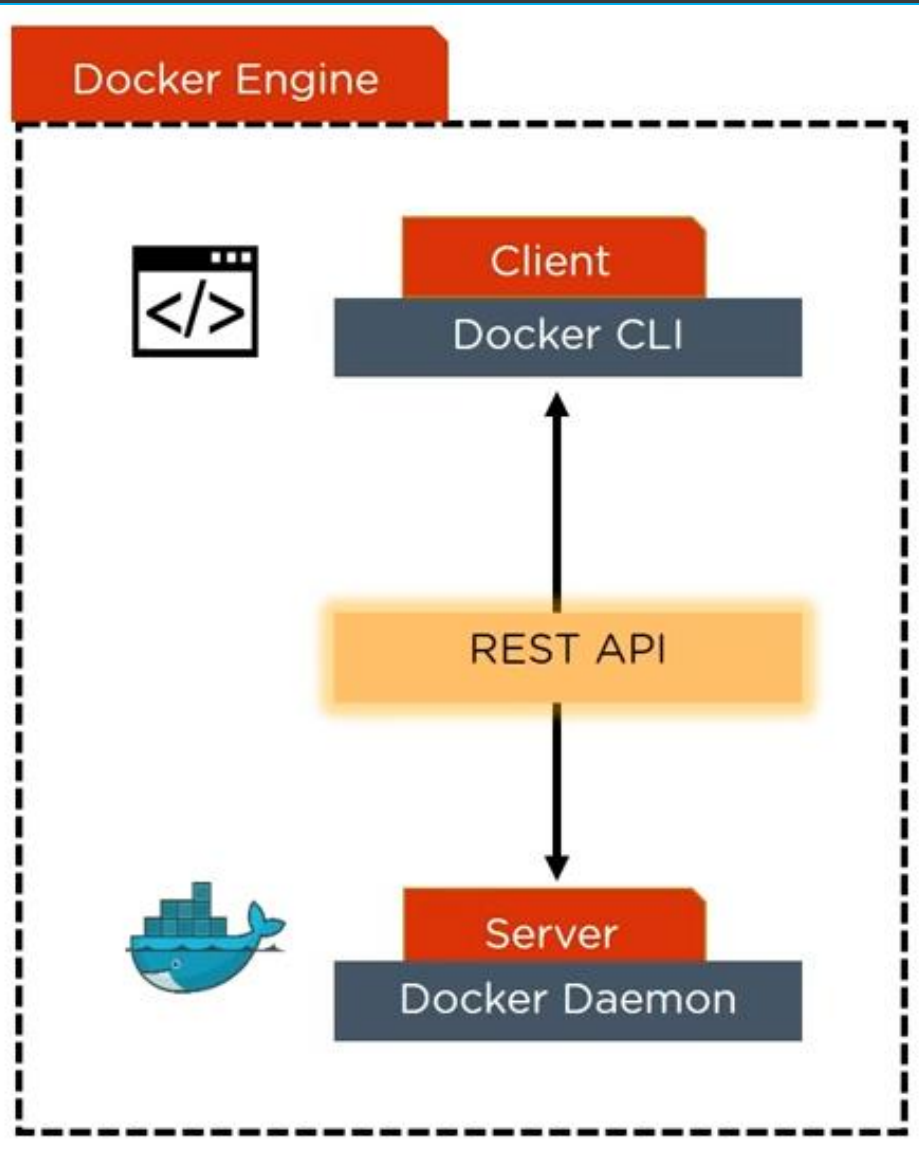 Docker Engine
</>
Client
Docker CLI
REST API
Server
Docker Daemon